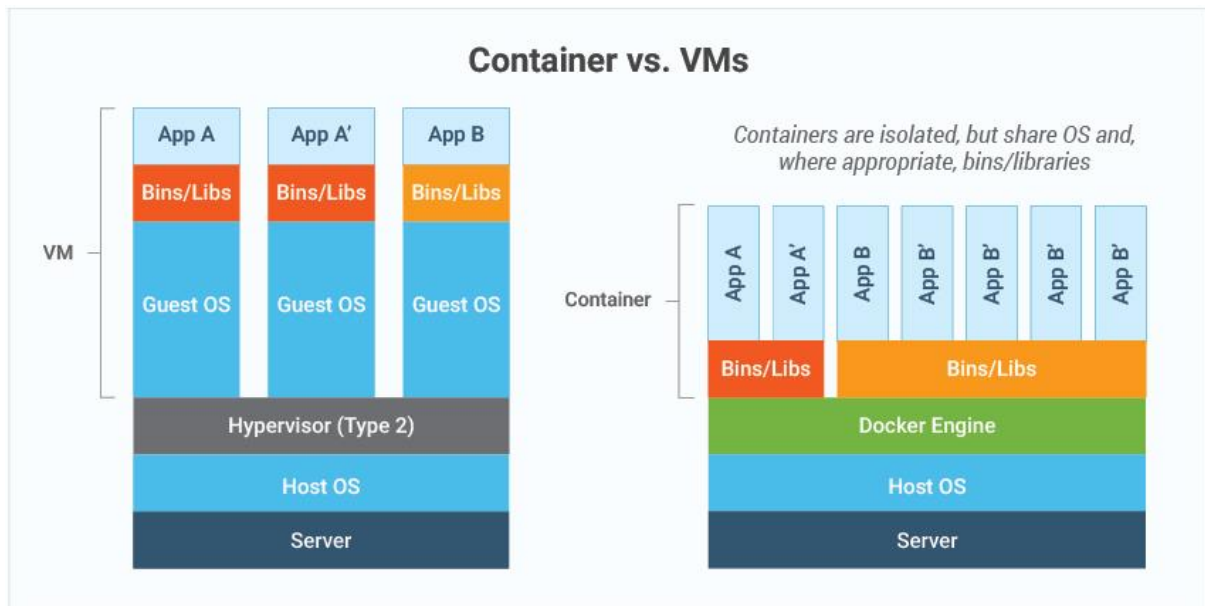 Container vs. VMs
App A
App A’
App B
Bins/Libs
Bins/Libs
Bins/Libs
VM
Guest OS
Guest OS
Guest OS
Hypervisor (Type 2)
Host OS
Server
Containers are isolated, but share OS and,
where appropriate, bins/libraries
Container
App A
App A’
App B
App B’
App B’
App B’
App B’
Bins/Libs
Bins/Libs
Docker Engine
Host OS
Server